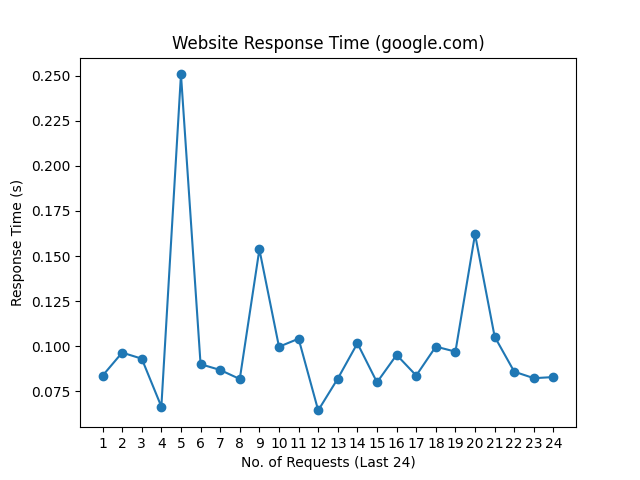 Website Response Time (google.com)
0.250
0.225
0.200
0.175
0.150
0.125
0.100
0.075
Response Time (s)
1 2 3 4 5 6 7 8 9 10 11 12 13 14 15 16 17 18 19 20 21 22 23 24
No. of Requests (Last 24)